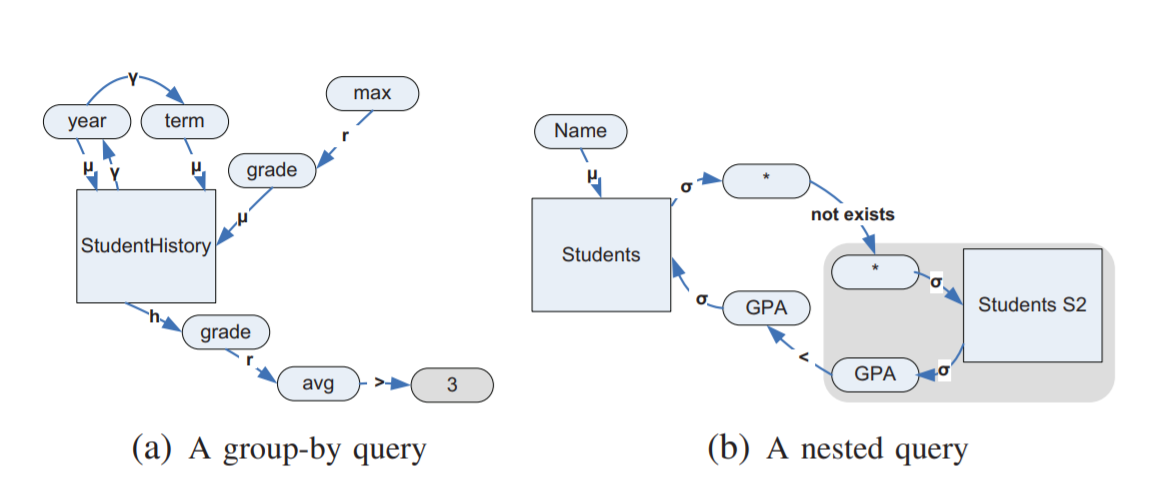 γ
year
term
max
μ
γ
μ
r
grade
μ
StudentHistory
h
grade
r
avg
>
3
(a) A group-by query
Name
μ
σ
*
not exists
Students
*
σ
Students S2
σ
GPA
<
GPA
σ
(b) A nested query